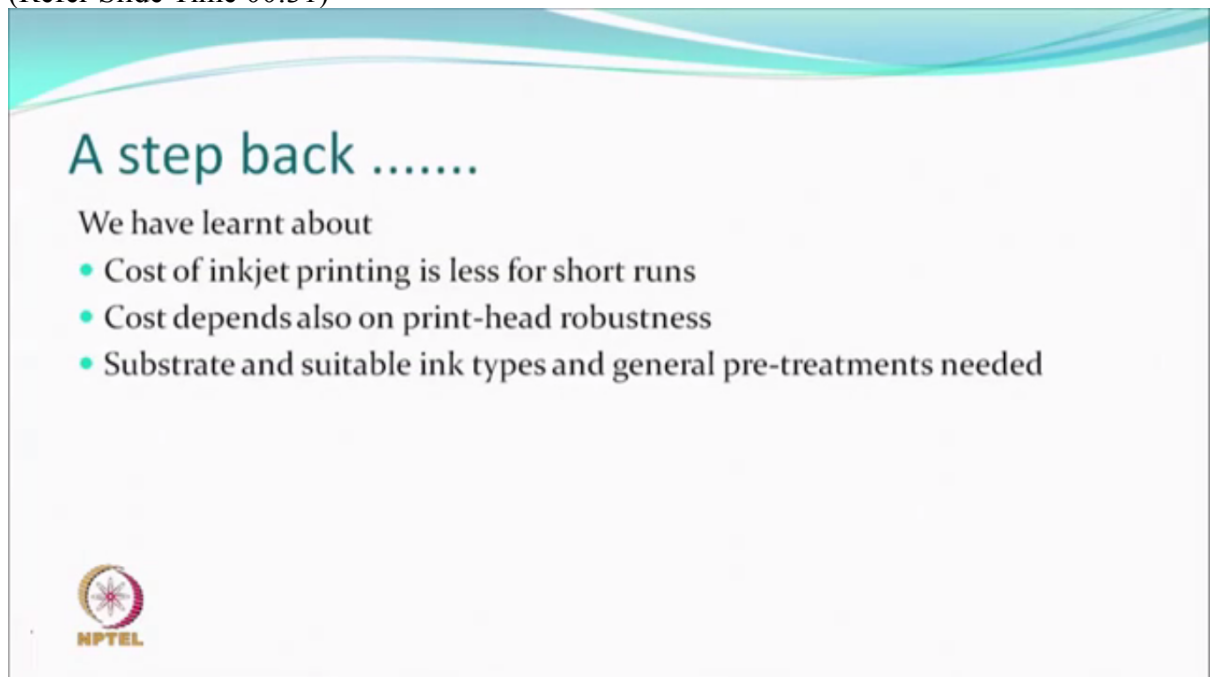 A step back .......
We have learnt about
• Cost of inkjet printing is less for short runs
• Cost depends also on print-head robustness
• Substrate and suitable ink types and general pre-treatments needed
NPTEL